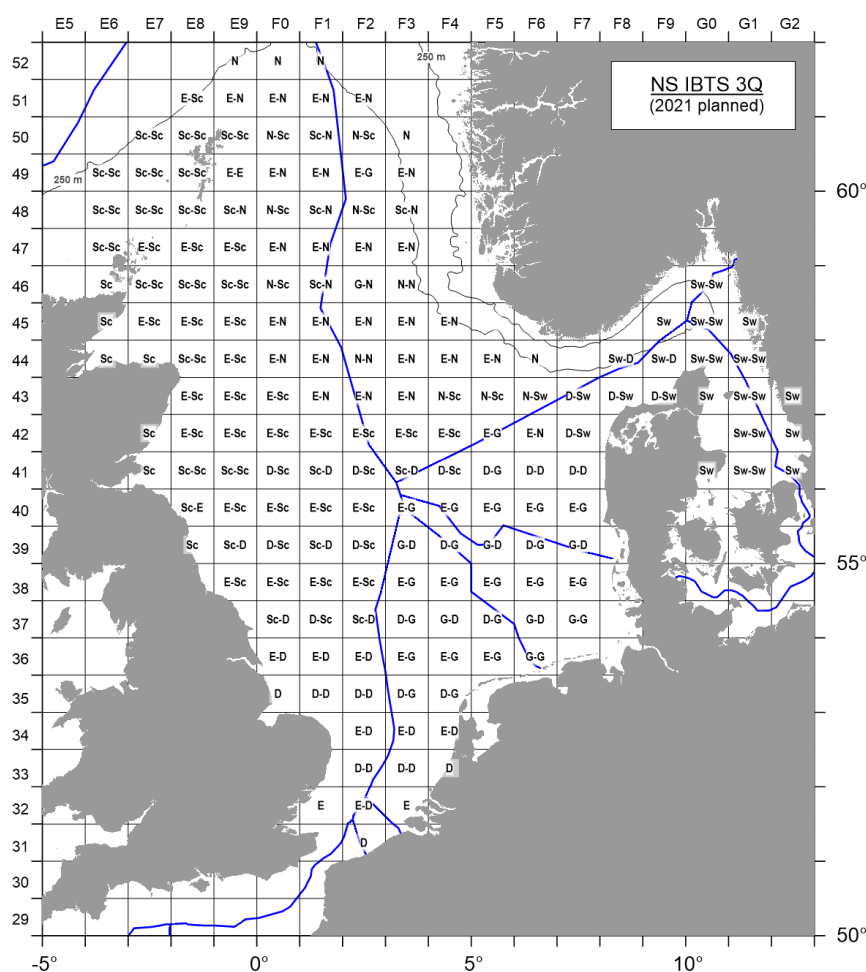 E5 E6 E7 E8 E9 F0 F1 F2 F3 F4 F5 F6 F7 F8 F9 G0 G1 G2
52 N N N 250 m
NS IBTS 3Q
(2021 planned)
51 E-Sc E-N E-N E-N E-N
50 Sc-Sc Sc-Sc Sc-Sc N-Sc Sc-N N-Sc N
49 250 m Sc-Sc Sc-Sc Sc-Sc E-E E-N E-N E-G E-N
60°
48 Sc-Sc Sc-Sc Sc-Sc Sc-N N-Sc Sc-N N-Sc Sc-N
47 Sc-Sc E-Sc E-Sc E-Sc E-N E-N E-N E-N
46 Sc Sc-Sc Sc-Sc Sc-Sc N-Sc Sc-N G-N N-N Sw-Sw
45 Sc E-Sc E-Sc E-Sc E-N E-N E-N E-N E-N Sw Sw-Sw Sw
44 Sc Sc Sc-Sc E-Sc E-N E-N N-N E-N E-N E-N N Sw-D Sw-D Sw-Sw Sw-Sw
43 E-Sc E-Sc E-N E-N E-N E-N N-Sc N-Sc N-Sw D-Sw D-Sw D-Sw Sw Sw-Sw Sw
42 Sc E-Sc E-Sc E-Sc E-Sc E-Sc E-Sc E-Sc E-G E-N D-Sw Sw-Sw Sw
41 Sc Sc-Sc Sc-Sc D-Sc Sc-D D-Sc Sc-D D-Sc D-G D-D D-D Sw Sw-Sw Sw
40 Sc-E E-Sc E-Sc E-Sc E-Sc E-G E-G E-G E-G E-G
39 Sc Sc-D D-Sc Sc-D D-Sc G-D D-G G-D D-G G-D
55°
38 E-Sc E-Sc E-Sc E-Sc E-G E-G E-G E-G E-G
37 Sc-D D-Sc Sc-D D-G G-D D-G G-D G-G
36 E-D E-D E-D E-G E-G E-G G-G
35 D D-D D-D D-G D-G
34 E-D E-D E-D
33 D-D D-D D
32 E E-D E
31 D
30
29
50°
-5° 0° 5° 10°